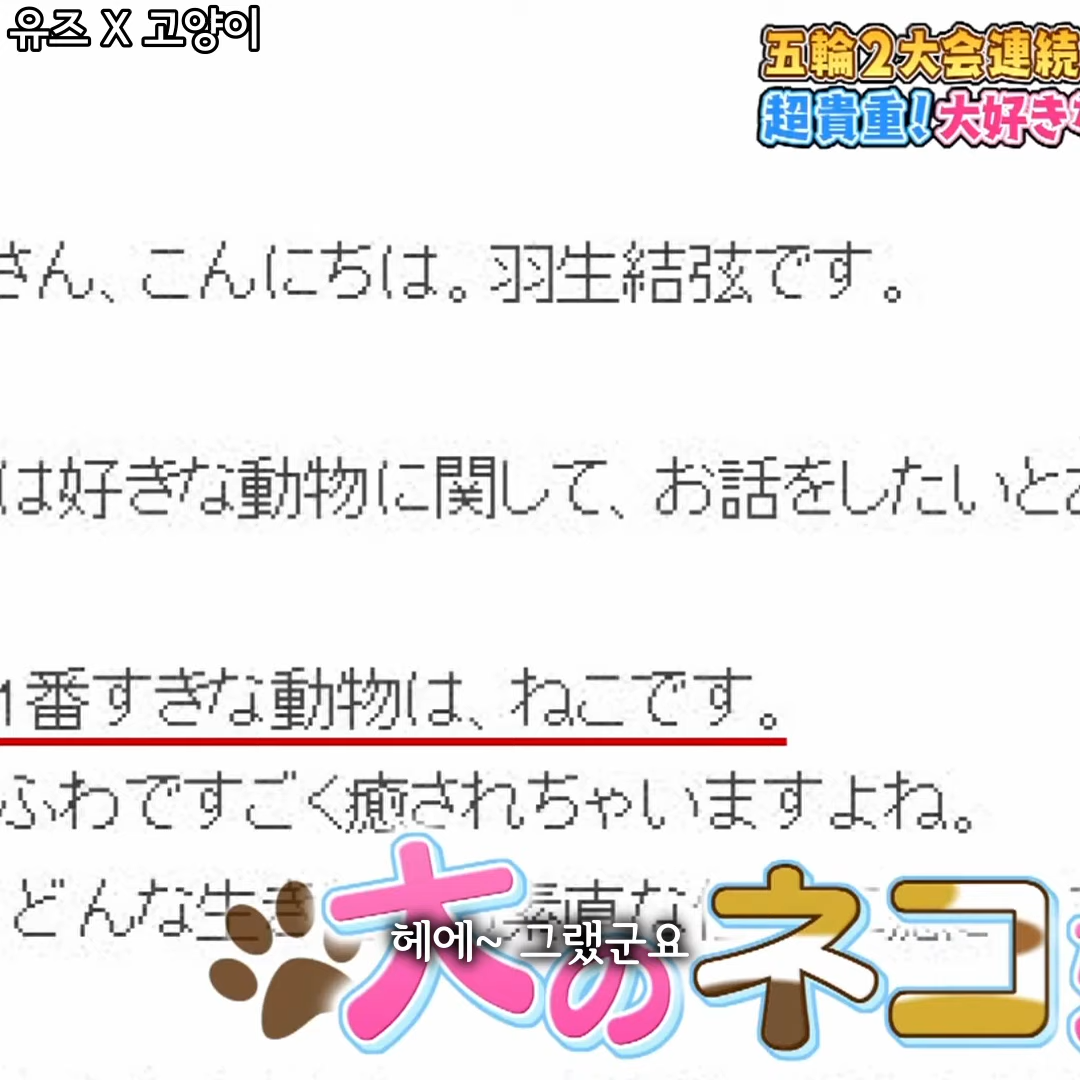 유즈 X 고양이
五輪2大会連続
超貴重!大好き
さん、こんにちは。羽生結弦です。
は好きな動物に関して、お話をしたいと
1番すきな動物は、ねこです。
ふわですごく癒されちゃいますよね。
どんな生き
素直な
大のネコ
헤에~ 그랬군요